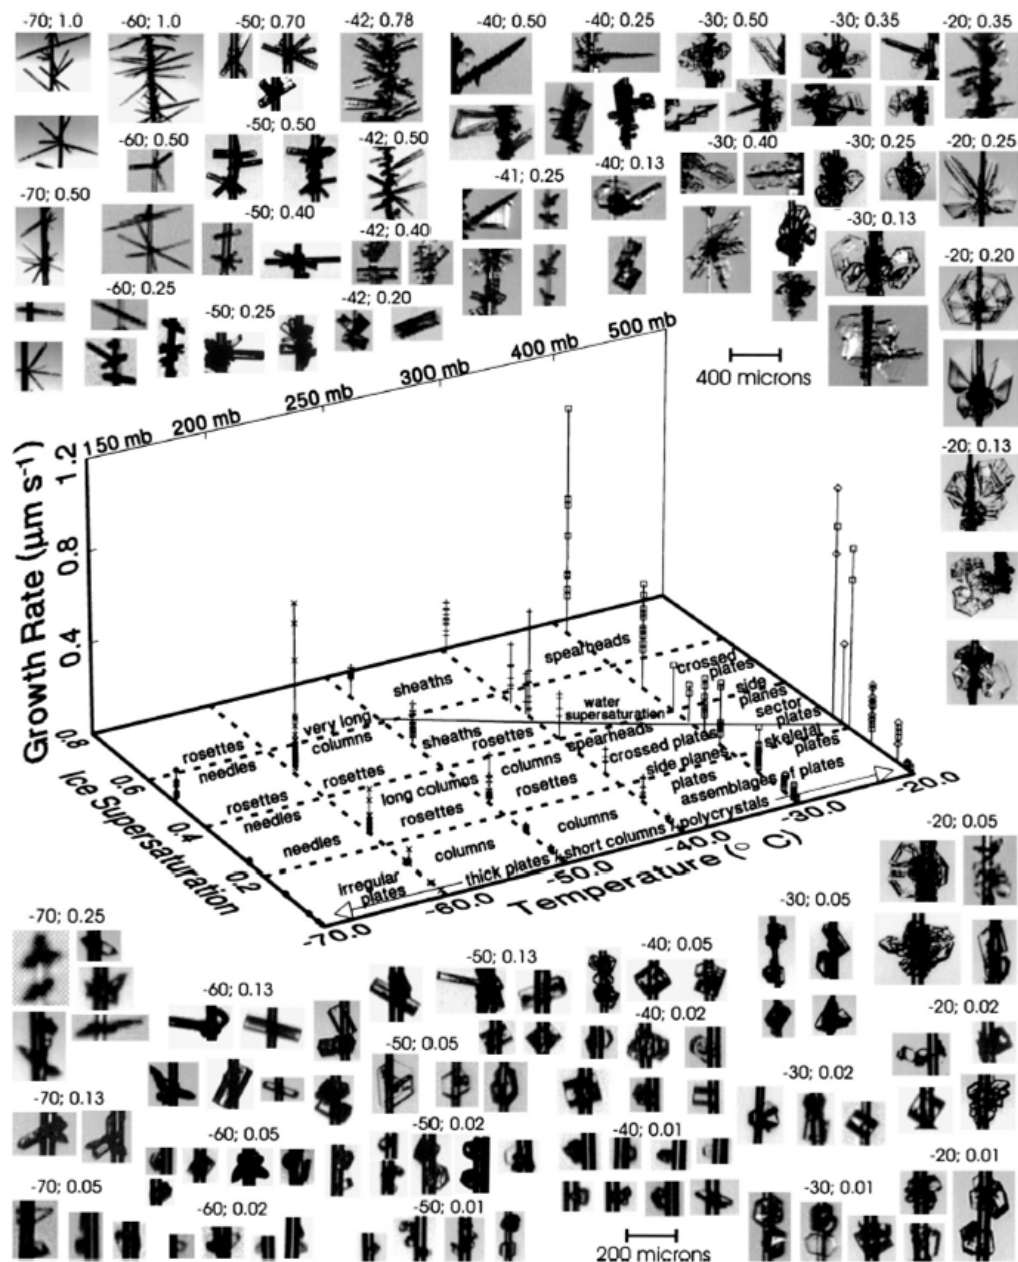 -70; 1.0 -60; 1.0 -50; 0.70 -42; 0.78 -40; 0.50 -40; 0.25 -30; 0.50 -30; 0.35 -20; 0.35
-60; 0.50 -50; 0.50 -42; 0.50 -40; 0.13 -30; 0.40 -30; 0.25 -20; 0.25
-70; 0.50 -50; 0.40 -42; 0.40 -41; 0.25 -30; 0.13 -20; 0.20
-60; 0.25 -50; 0.25 -42; 0.20
400 microns
-20; 0.13
150 mb 200 mb 250 mb 300 mb 400 mb 500 mb
Growth Rate (μm s-1)
1.2
0.8
0.4
Ice Supersaturation
0.8
0.6
0.4
0.2
Temperature (° C)
-70.0
-60.0
-50.0
-40.0
-30.0
-20.0
rosettes
needles
very long
columns
sheaths
spearheads
crossed
plates
side
planes
sector
plates
skeletal
plates
water
supersaturation
rosettes
needles
rosettes
long columns
sheaths
rosettes
columns
spearheads
crossed plates
side planes
plates
assemblages of plates
needles
rosettes
rosettes
columns
columns
irregular
plates
thick plates
short columns
polycrystals
-70; 0.25
-60; 0.13
-50; 0.13
-40; 0.05
-30; 0.05
-20; 0.05
-70; 0.13
-50; 0.05
-40; 0.02
-30; 0.02
-20; 0.02
-60; 0.05
-50; 0.02
-40; 0.01
-30; 0.01
-20; 0.01
-70; 0.05
-60; 0.02
-50; 0.01
200 microns